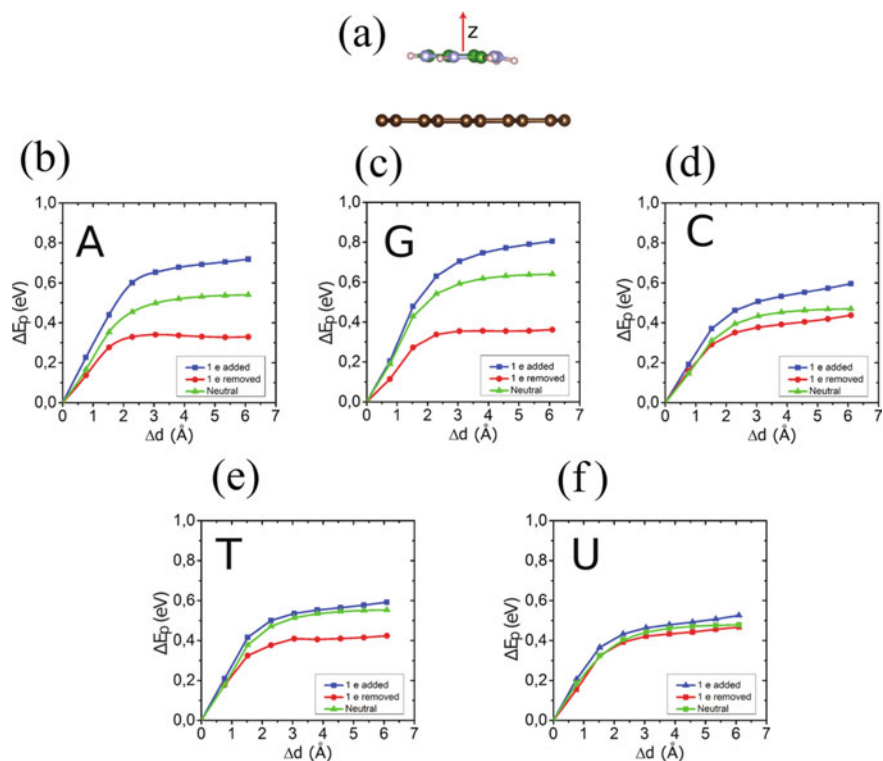 (a)
z
(b)
(c)
(d)
1,0
0,8
0,6
0,4
0,2
0,0
ΔEp (eV)
A
1 e added
1 e removed
Neutral
0 1 2 3 4 5 6 7
Δd (Å)
1,0
0,8
0,6
0,4
0,2
0,0
ΔEp (eV)
G
1 e added
1 e removed
Neutral
0 1 2 3 4 5 6 7
Δd (Å)
1,0
0,8
0,6
0,4
0,2
0,0
ΔEp (eV)
C
1 e added
1 e removed
Neutral
0 1 2 3 4 5 6 7
Δd (Å)
(e)
(f)
1,0
0,8
0,6
0,4
0,2
0,0
ΔEp (eV)
T
1 e added
1 e removed
Neutral
0 1 2 3 4 5 6 7
Δd (Å)
1,0
0,8
0,6
0,4
0,2
0,0
ΔEp (eV)
U
1 e added
1 e removed
Neutral
0 1 2 3 4 5 6 7
Δd (Å)